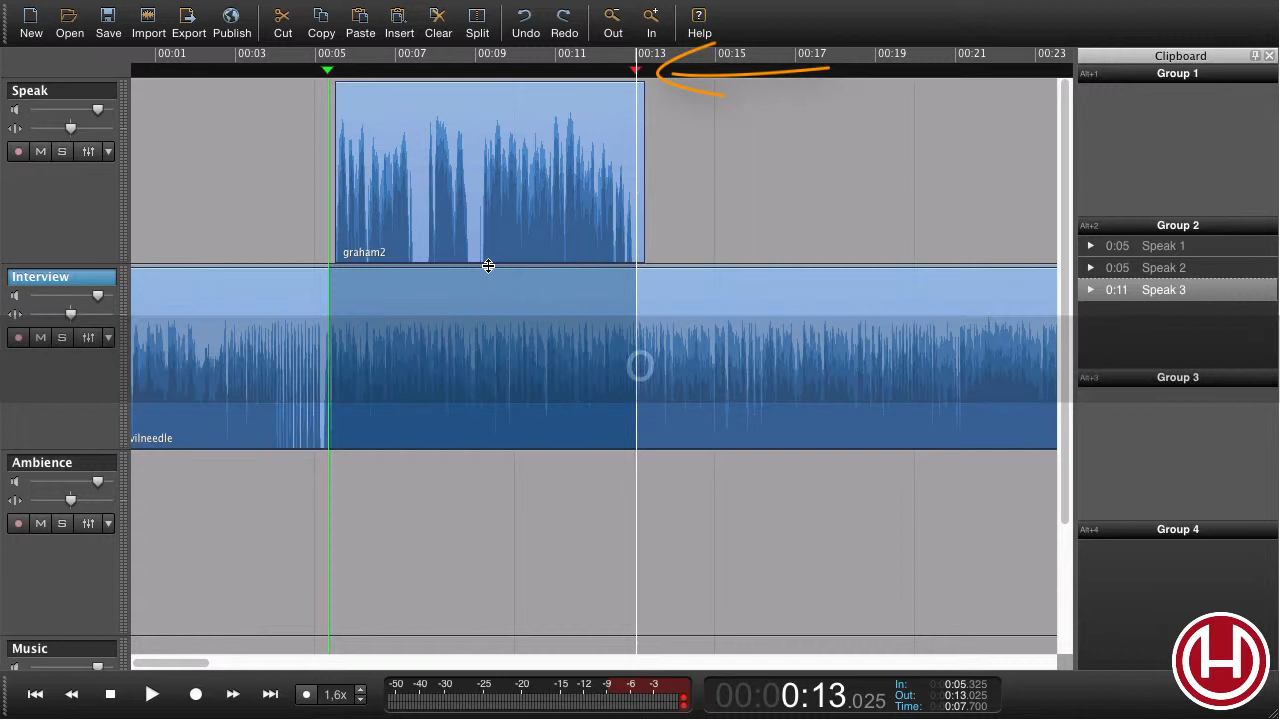 New Open Save Import Export Publish Cut Copy Paste Insert Clear Split Undo Redo Out In Help
00:01 00:03 00:05 00:07 00:09 00:11 00:13 00:15 00:17 00:19 00:21 00:23
Clipboard
Alt+1 Group 1
Speak
M S
graham2
Alt+2 Group 2
0:05 Speak 1
0:05 Speak 2
0:11 Speak 3
Interview
M S
O
vilneedle
Alt+3 Group 3
Ambience
M S
Alt+4 Group 4
Music
H
1,6x
-50 -40 -30 -25 -20 -15 -12 -9 -6 -3
00:00:13.025
In: 0:00:05.325
Out: 0:00:13.025
Time: 0:00:07.700